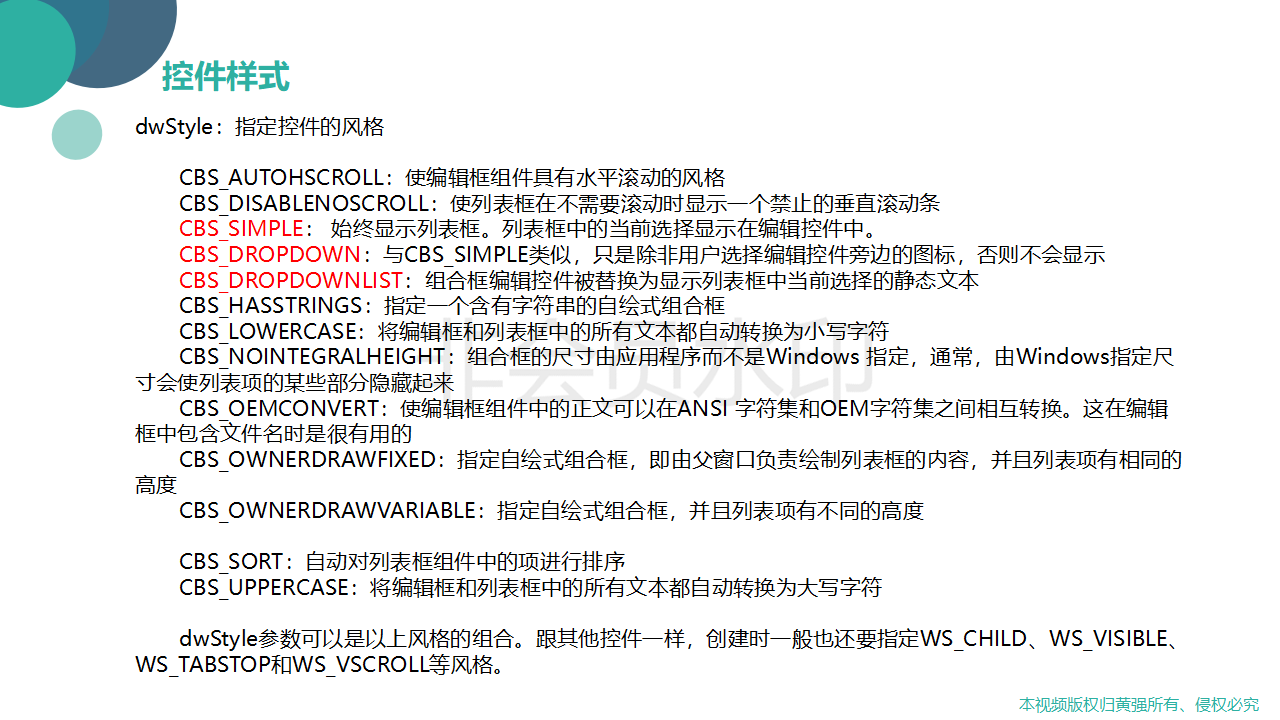 控件样式
dwStyle：指定控件的风格
CBS_AUTOHSCROLL：使编辑框组件具有水平滚动的风格
CBS_DISABLENOSCROLL：使列表框在不需要滚动时显示一个禁止的垂直滚动条
CBS_SIMPLE： 始终显示列表框。列表框中的当前选择显示在编辑控件中。
CBS_DROPDOWN：与CBS_SIMPLE类似，只是除非用户选择编辑控件旁边的图标，否则不会显示
CBS_DROPDOWNLIST：组合框编辑控件被替换为显示列表框中当前选择的静态文本
CBS_HASSTRINGS：指定一个含有字符串的自绘式组合框
CBS_LOWERCASE：将编辑框和列表框中的所有文本都自动转换为小写字符
CBS_NOINTEGRALHEIGHT：组合框的尺寸由应用程序而不是Windows 指定，通常，由Windows指定尺
寸会使列表项的某些部分隐藏起来
CBS_OEMCONVERT：使编辑框组件中的正文可以在ANSI 字符集和OEM字符集之间相互转换。这在编辑
框中包含文件名时是很有用的
CBS_OWNERDRAWFIXED：指定自绘式组合框，即由父窗口负责绘制列表框的内容，并且列表项有相同的
高度
CBS_OWNERDRAWVARIABLE：指定自绘式组合框，并且列表项有不同的高度
CBS_SORT：自动对列表框组件中的项进行排序
CBS_UPPERCASE：将编辑框和列表框中的所有文本都自动转换为大写字符
dwStyle参数可以是以上风格的组合。跟其他控件一样，创建时一般也还要指定WS_CHILD、WS_VISIBLE、
WS_TABSTOP和WS_VSCROLL等风格。
非会员水印
本视频版权归黄强所有、侵权必究